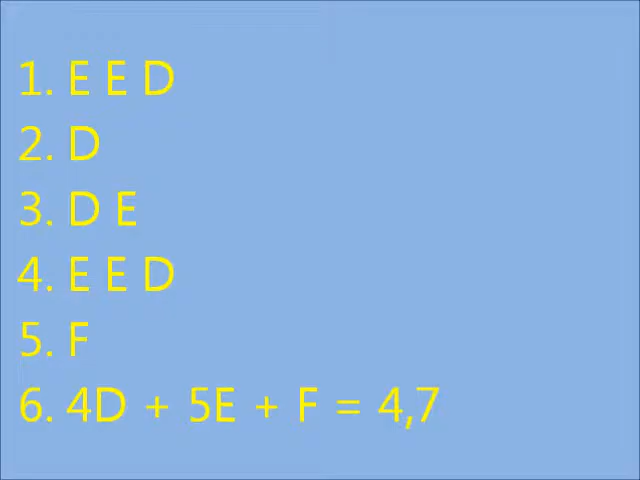 1. E E D
2. D
3. D E
4. E E D
5. F
6. 4D + 5E + F = 4,7